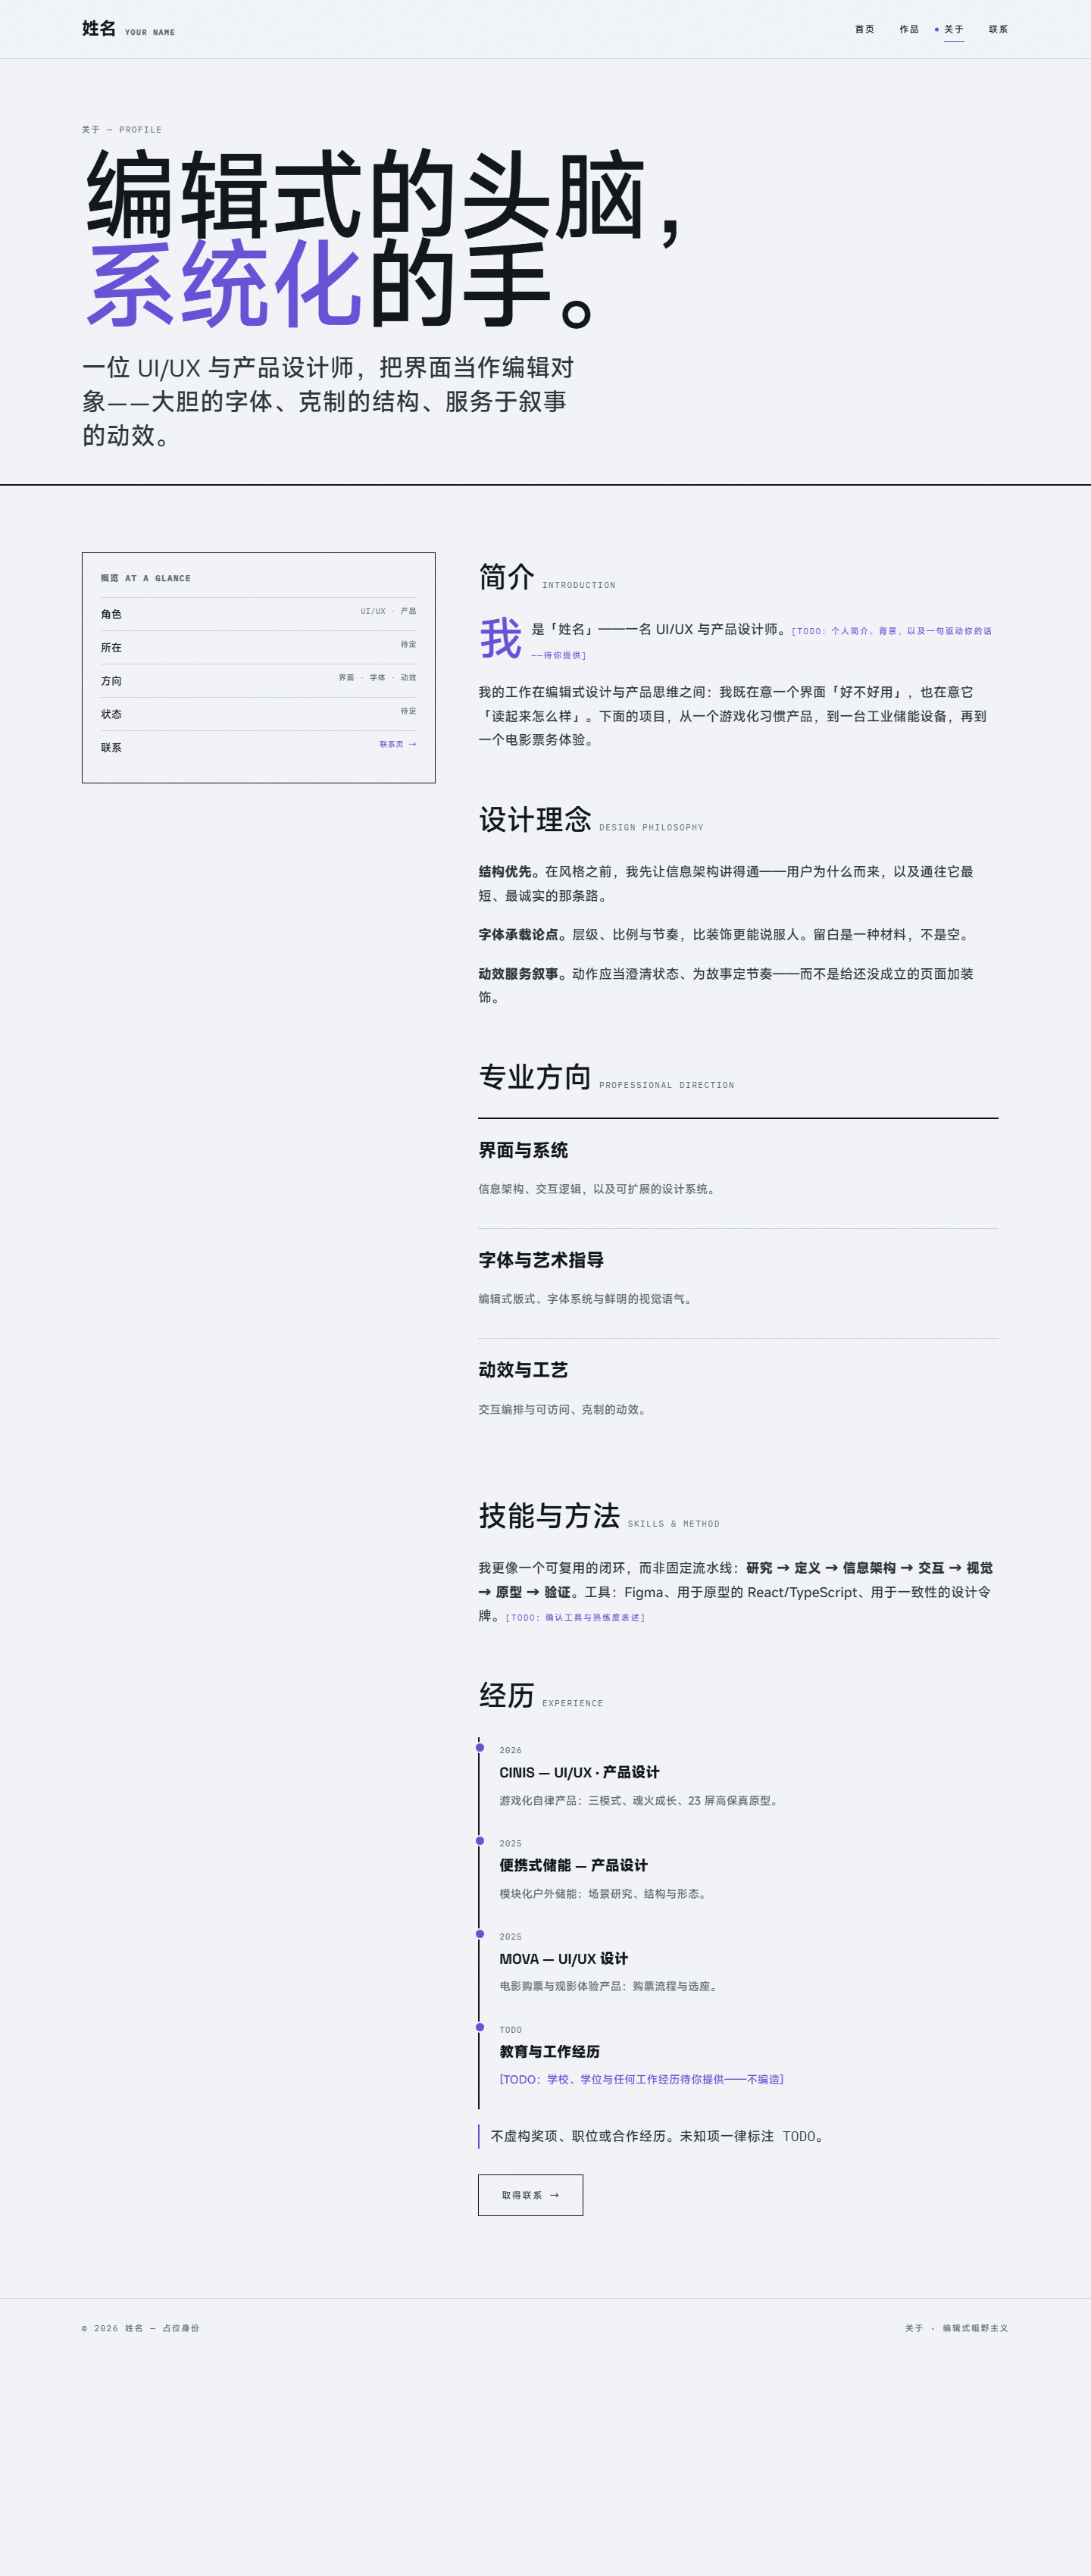 姓名 YOUR NAME
首页 作品 关于 联系
关于 — PROFILE
编辑式的头脑，
系统化的手。
一位 UI/UX 与产品设计师，把界面当作编辑对
象——大胆的字体、克制的结构、服务于叙事
的动效。
概览 AT A GLANCE
角色 UI/UX · 产品
所在 待定
方向 界面 · 字体 · 动效
状态 待定
联系 联系页 →
简介 INTRODUCTION
我是「姓名」——一名 UI/UX 与产品设计师。[TODO: 个人简介、背景，以及一句驱动你的话
——待你提供]
我的工作在编辑式设计与产品思维之间：我既在意一个界面「好不好用」，也在意它
「读起来怎么样」。下面的项目，从一个游戏化习惯产品，到一台工业储能设备，再到
一个电影票务体验。
设计理念 DESIGN PHILOSOPHY
结构优先。在风格之前，我先让信息架构讲得通——用户为什么而来，以及通往它最
短、最诚实的那条路。
字体承载论点。层级、比例与节奏，比装饰更能说服人。留白是一种材料，不是空。
动效服务叙事。动作应当澄清状态、为故事定节奏——而不是给还没成立的页面加装
饰。
专业方向 PROFESSIONAL DIRECTION
界面与系统
信息架构、交互逻辑，以及可扩展的设计系统。
字体与艺术指导
编辑式版式、字体系统与鲜明的视觉语气。
动效与工艺
交互编排与可访问、克制的动效。
技能与方法 SKILLS & METHOD
我更像一个可复用的闭环，而非固定流水线：研究 → 定义 → 信息架构 → 交互 → 视觉
→ 原型 → 验证。工具：Figma、用于原型的 React/TypeScript、用于一致性的设计令
牌。[TODO: 确认工具与熟练度表述]
经历 EXPERIENCE
2026
CINIS — UI/UX · 产品设计
游戏化自律产品：三模式、魂火成长、23 屏高保真原型。
2025
便携式储能 — 产品设计
模块化户外储能：场景研究、结构与形态。
2025
MOVA — UI/UX 设计
电影购票与观影体验产品：购票流程与选座。
TODO
教育与工作经历
[TODO：学校、学位与任何工作经历待你提供——不编造]
不虚构奖项、职位或合作经历。未知项一律标注 TODO。
取得联系 →
© 2026 姓名 — 占位身份
关于 · 编辑式粗野主义